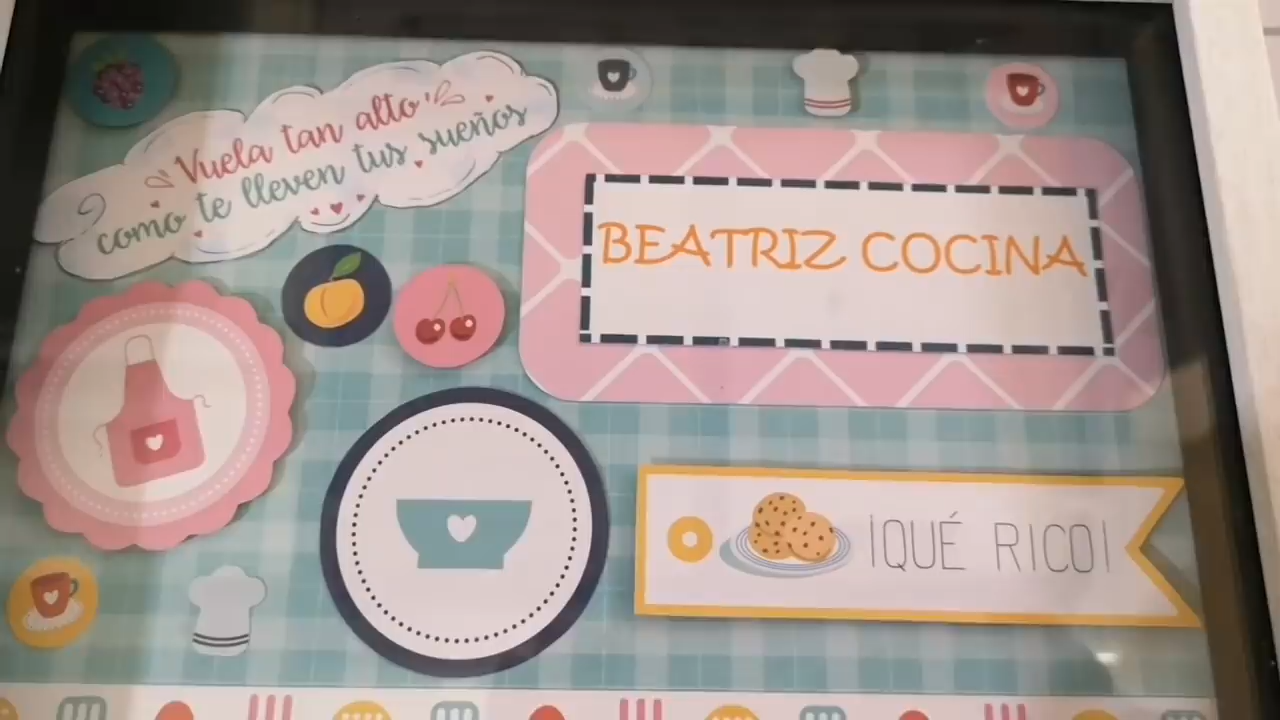 Vuela tan alto
como te lleven tus sueños
BEATRIZ COCINA
¡QUÉ RICO!